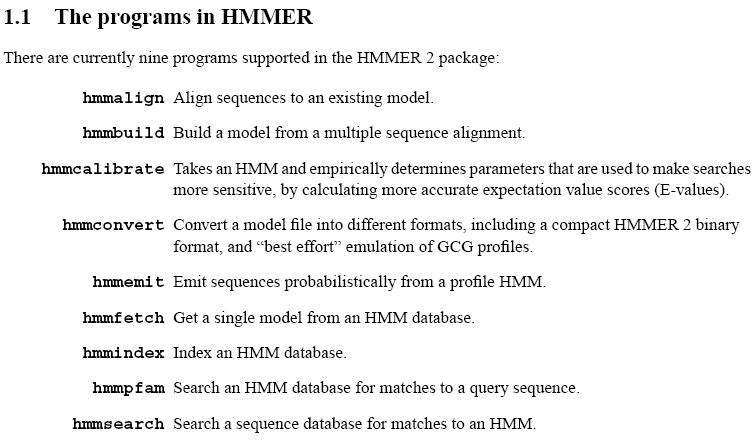 1.1 The programs in HMMER
There are currently nine programs supported in the HMMER 2 package:
hmmalign Align sequences to an existing model.
hmmbuild Build a model from a multiple sequence alignment.
hmmcalibrate Takes an HMM and empirically determines parameters that are used to make searches
more sensitive, by calculating more accurate expectation value scores (E-values).
hmmconvert Convert a model file into different formats, including a compact HMMER 2 binary
format, and “best effort” emulation of GCG profiles.
hmmemit Emit sequences probabilistically from a profile HMM.
hmmfetch Get a single model from an HMM database.
hmmindex Index an HMM database.
hmmpfam Search an HMM database for matches to a query sequence.
hmmsearch Search a sequence database for matches to an HMM.